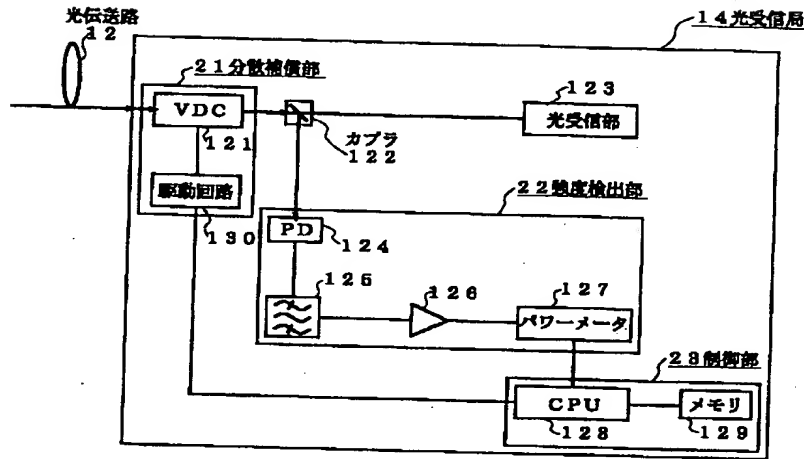 光伝送路
12
14光受信局
21分散補償部
VDC
121
駆動回路
130
カプラ
122
123
光受信部
22強度検出部
PD
124
125
126
127
パワーメータ
23制御部
CPU
128
メモリ
129